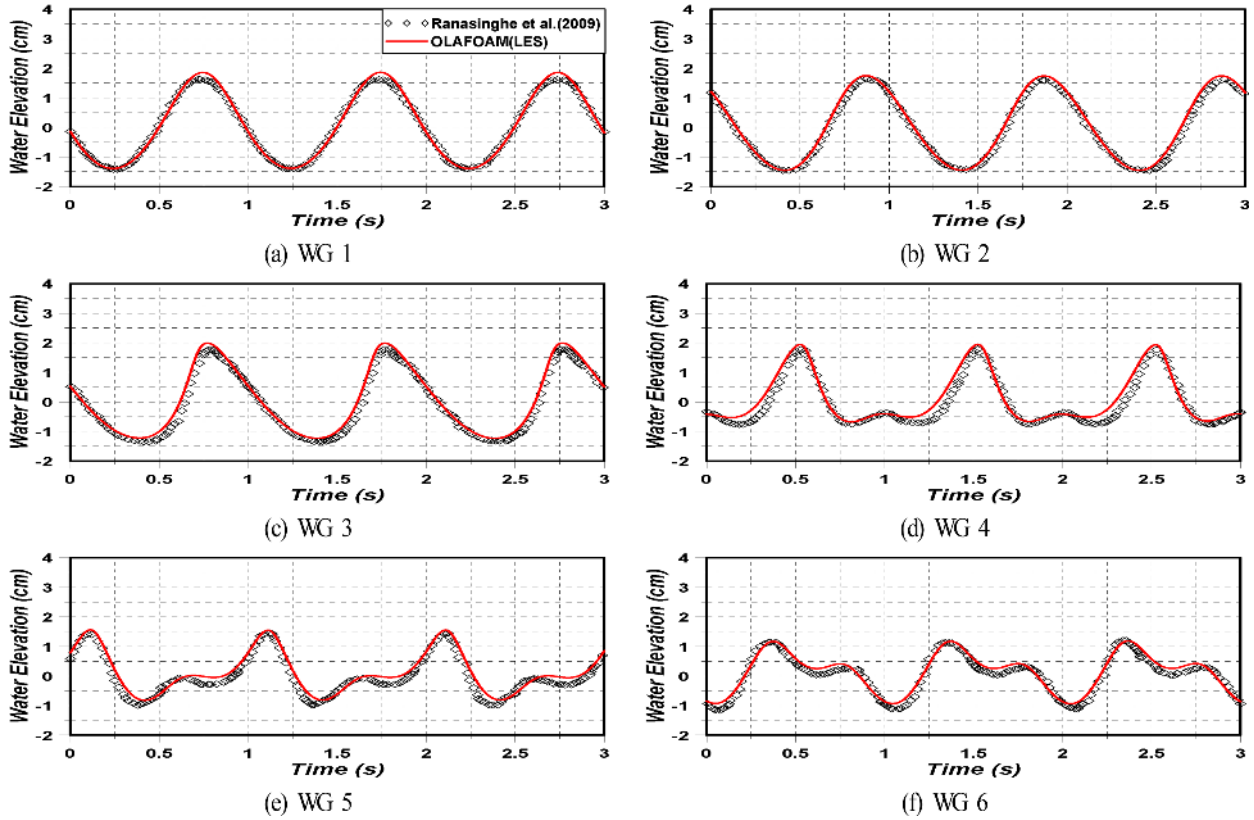 Water Elevation (cm)
4
3
2
1
0
-1
-2
Ranasinghe et al.(2009)
OLAFOAM(LES)
0 0.5 1 1.5 2 2.5 3
Time (s)
(a) WG 1
Water Elevation (cm)
4
3
2
1
0
-1
-2
0 0.5 1 1.5 2 2.5 3
Time (s)
(b) WG 2
Water Elevation (cm)
4
3
2
1
0
-1
-2
0 0.5 1 1.5 2 2.5 3
Time (s)
(c) WG 3
Water Elevation (cm)
4
3
2
1
0
-1
-2
0 0.5 1 1.5 2 2.5 3
Time (s)
(d) WG 4
Water Elevation (cm)
4
3
2
1
0
-1
-2
0 0.5 1 1.5 2 2.5 3
Time (s)
(e) WG 5
Water Elevation (cm)
4
3
2
1
0
-1
-2
0 0.5 1 1.5 2 2.5 3
Time (s)
(f) WG 6